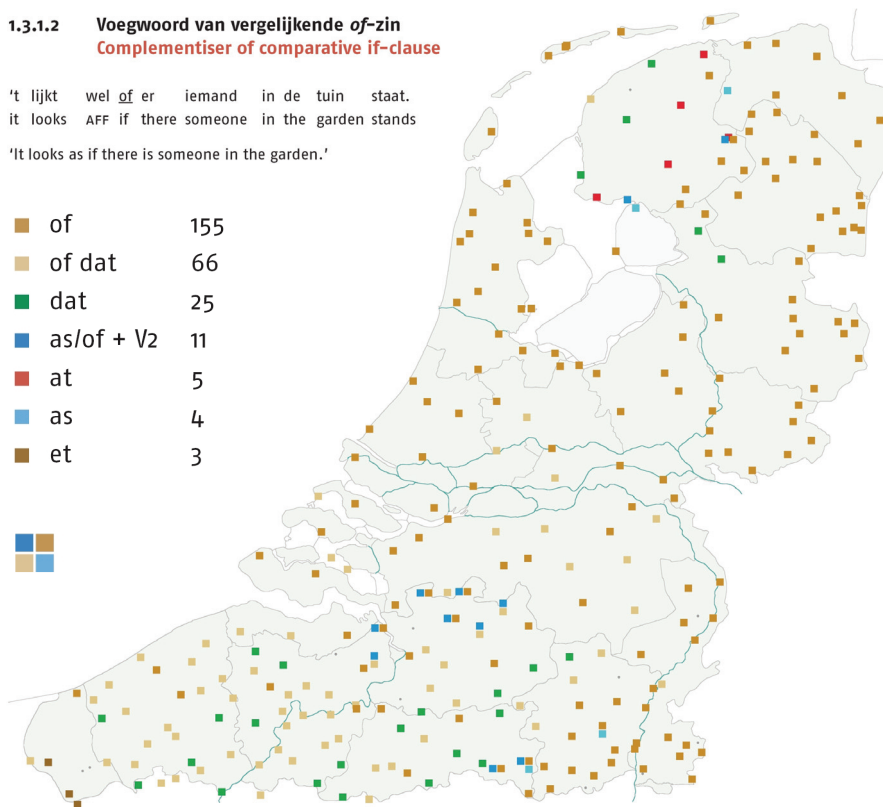 1.3.1.2 Voegwoord van vergelijkende of-zin
Complementiser of comparative if-clause
't lijkt wel of er iemand in de tuin staat.
it looks AFF if there someone in the garden stands
'It looks as if there is someone in the garden.'
of 155
of dat 66
dat 25
as/of + V2 11
at 5
as 4
et 3